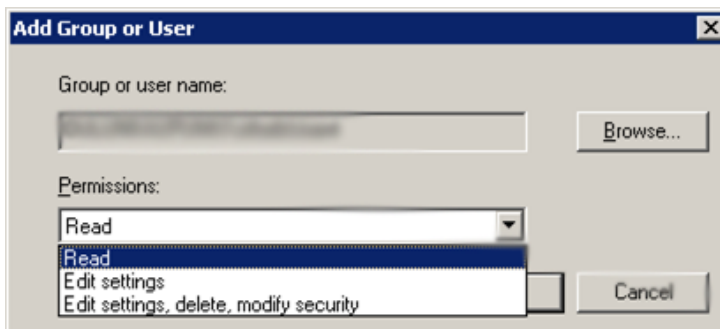 Add Group or User
Group or user name:
Browse...
Permissions:
Read
Read
Edit settings
Edit settings, delete, modify security
Cancel